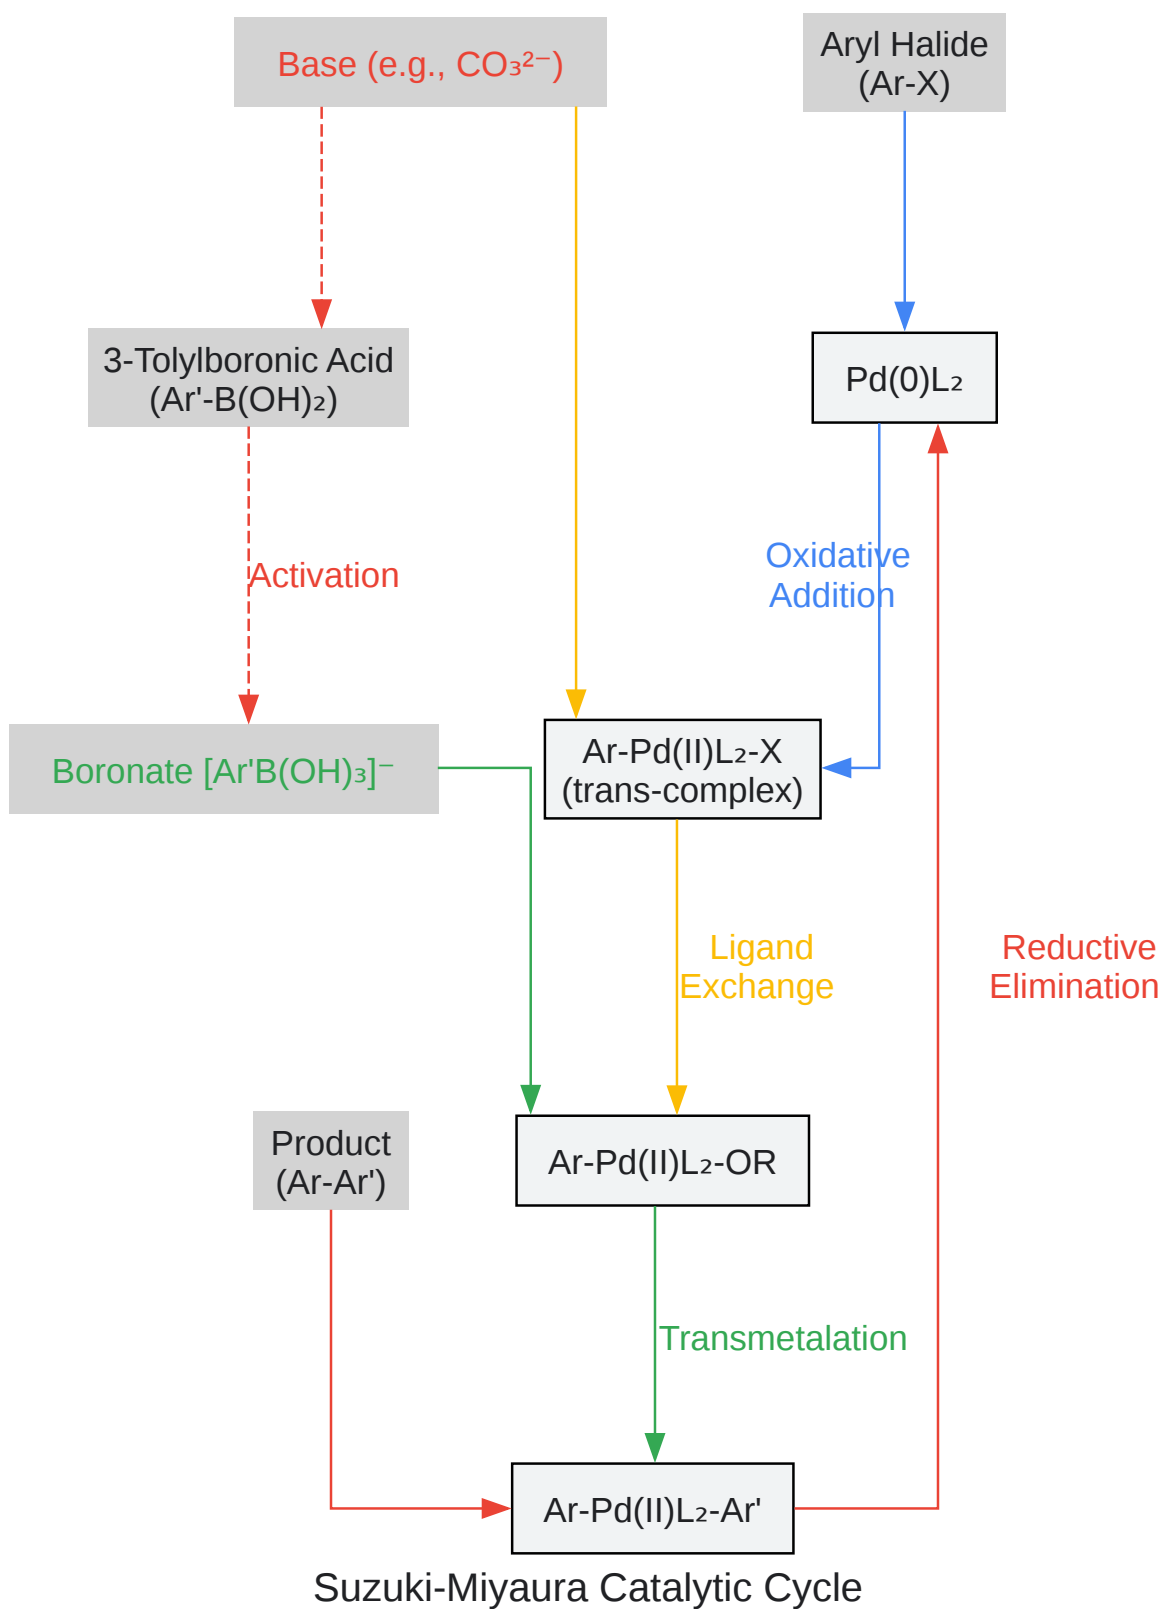 Base (e.g., CO₃²⁻)
Aryl Halide
(Ar-X)
3-Tolylboronic Acid
(Ar'-B(OH)₂)
Pd(0)L₂
Oxidative
Addition
Activation
Boronate [Ar'B(OH)₃]⁻
Ar-Pd(II)L₂-X
(trans-complex)
Ligand
Exchange
Reductive
Elimination
Product
(Ar-Ar')
Ar-Pd(II)L₂-OR
Transmetalation
Ar-Pd(II)L₂-Ar'
Suzuki-Miyaura Catalytic Cycle